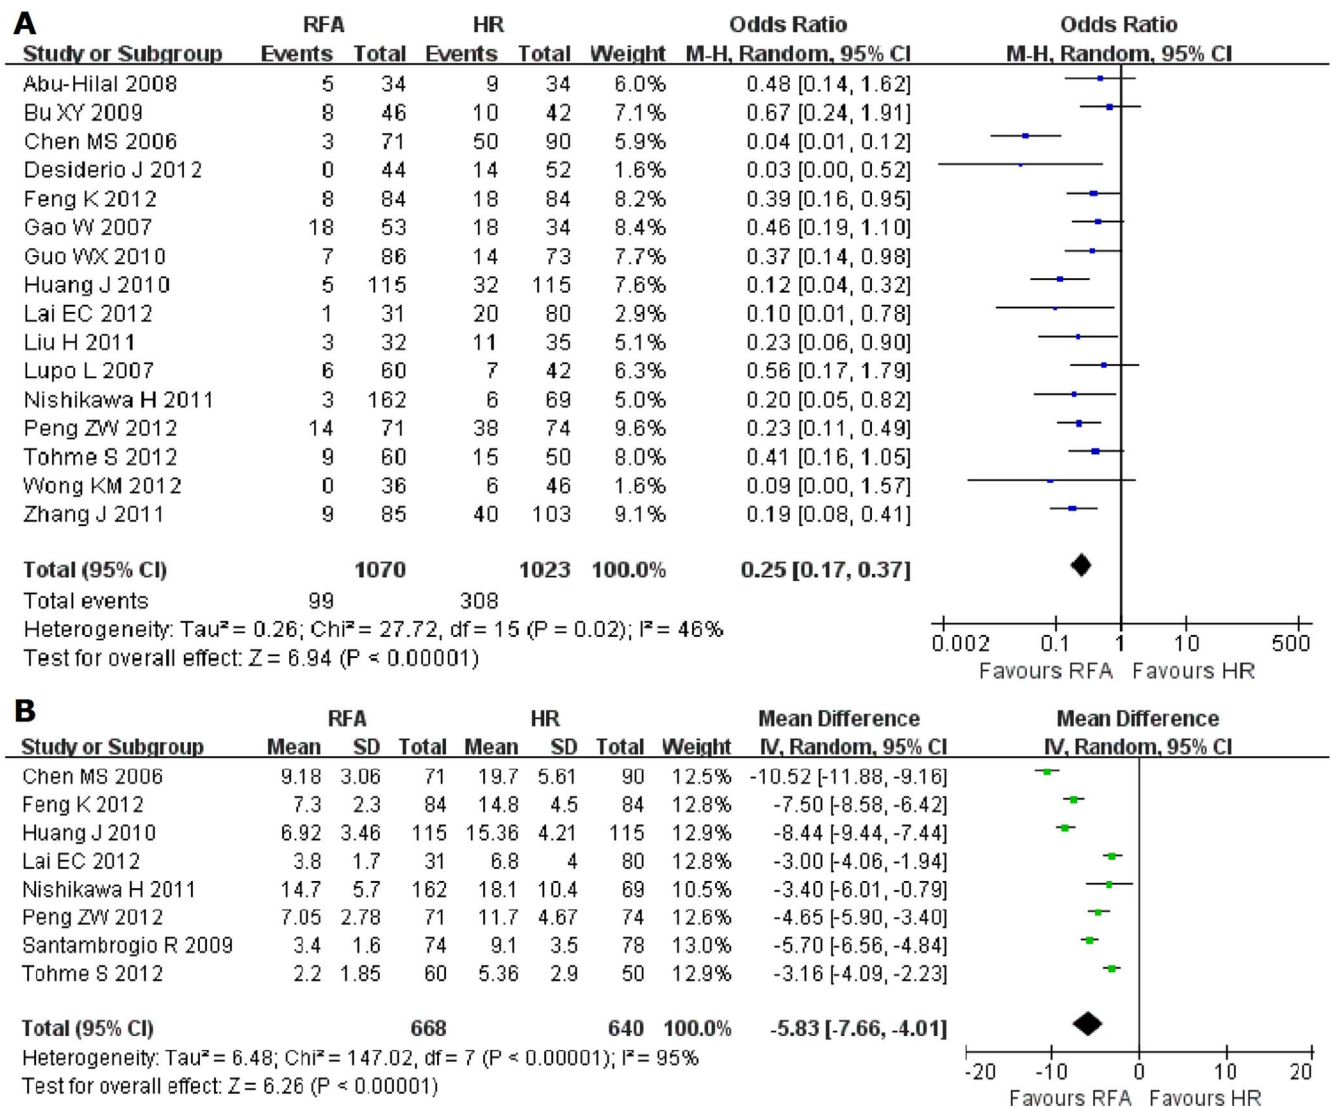 A
RFA HR Odds Ratio Odds Ratio
Study or Subgroup Events Total Events Total Weight M-H, Random, 95% CI M-H, Random, 95% CI
Abu-Hilal 2008 5 34 9 34 6.0% 0.48 [0.14, 1.62]
Bu XY 2009 8 46 10 42 7.1% 0.67 [0.24, 1.91]
Chen MS 2006 3 71 50 90 5.9% 0.04 [0.01, 0.12]
Desiderio J 2012 0 44 14 52 1.6% 0.03 [0.00, 0.52]
Feng K 2012 8 84 18 84 8.2% 0.39 [0.16, 0.95]
Gao W 2007 18 53 18 34 8.4% 0.46 [0.19, 1.10]
Guo WX 2010 7 86 14 73 7.7% 0.37 [0.14, 0.98]
Huang J 2010 5 115 32 115 7.6% 0.12 [0.04, 0.32]
Lai EC 2012 1 31 20 80 2.9% 0.10 [0.01, 0.78]
Liu H 2011 3 32 11 35 5.1% 0.23 [0.06, 0.90]
Lupo L 2007 6 60 7 42 6.3% 0.56 [0.17, 1.79]
Nishikawa H 2011 3 162 6 69 5.0% 0.20 [0.05, 0.82]
Peng ZW 2012 14 71 38 74 9.6% 0.23 [0.11, 0.49]
Tohme S 2012 9 60 15 50 8.0% 0.41 [0.16, 1.05]
Wong KM 2012 0 36 6 46 1.6% 0.09 [0.00, 1.57]
Zhang J 2011 9 85 40 103 9.1% 0.19 [0.08, 0.41]
Total (95% CI) 1070 1023 100.0% 0.25 [0.17, 0.37]
Total events 99 308
Heterogeneity: Tau² = 0.26; Chi² = 27.72, df = 15 (P = 0.02); I² = 46%
Test for overall effect: Z = 6.94 (P < 0.00001)
0.002 0.1 1 10 500
Favours RFA Favours HR
B
RFA HR Mean Difference Mean Difference
Study or Subgroup Mean SD Total Mean SD Total Weight IV, Random, 95% CI IV, Random, 95% CI
Chen MS 2006 9.18 3.06 71 19.7 5.61 90 12.5% -10.52 [-11.88, -9.16]
Feng K 2012 7.3 2.3 84 14.8 4.5 84 12.8% -7.50 [-8.58, -6.42]
Huang J 2010 6.92 3.46 115 15.36 4.21 115 12.9% -8.44 [-9.44, -7.44]
Lai EC 2012 3.8 1.7 31 6.8 4 80 12.8% -3.00 [-4.06, -1.94]
Nishikawa H 2011 14.7 5.7 162 18.1 10.4 69 10.5% -3.40 [-6.01, -0.79]
Peng ZW 2012 7.05 2.78 71 11.7 4.67 74 12.6% -4.65 [-5.90, -3.40]
Santambrogio R 2009 3.4 1.6 74 9.1 3.5 78 13.0% -5.70 [-6.56, -4.84]
Tohme S 2012 2.2 1.85 60 5.36 2.9 50 12.9% -3.16 [-4.09, -2.23]
Total (95% CI) 668 640 100.0% -5.83 [-7.66, -4.01]
Heterogeneity: Tau² = 6.48; Chi² = 147.02, df = 7 (P < 0.00001); I² = 95%
Test for overall effect: Z = 6.26 (P < 0.00001)
-20 -10 0 10 20
Favours RFA Favours HR